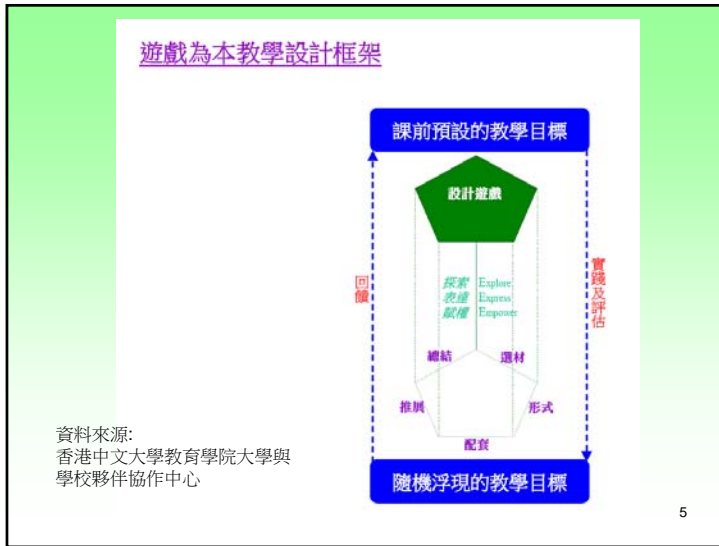 遊戲為本教學設計框架
課前預設的教學目標
設計遊戲
探索 Explore
表達 Express
賦權 Empower
回饋
實踐及評估
總結
選材
推展
形式
配套
隨機浮現的教學目標
資料來源:
香港中文大學教育學院大學與
學校夥伴協作中心
5